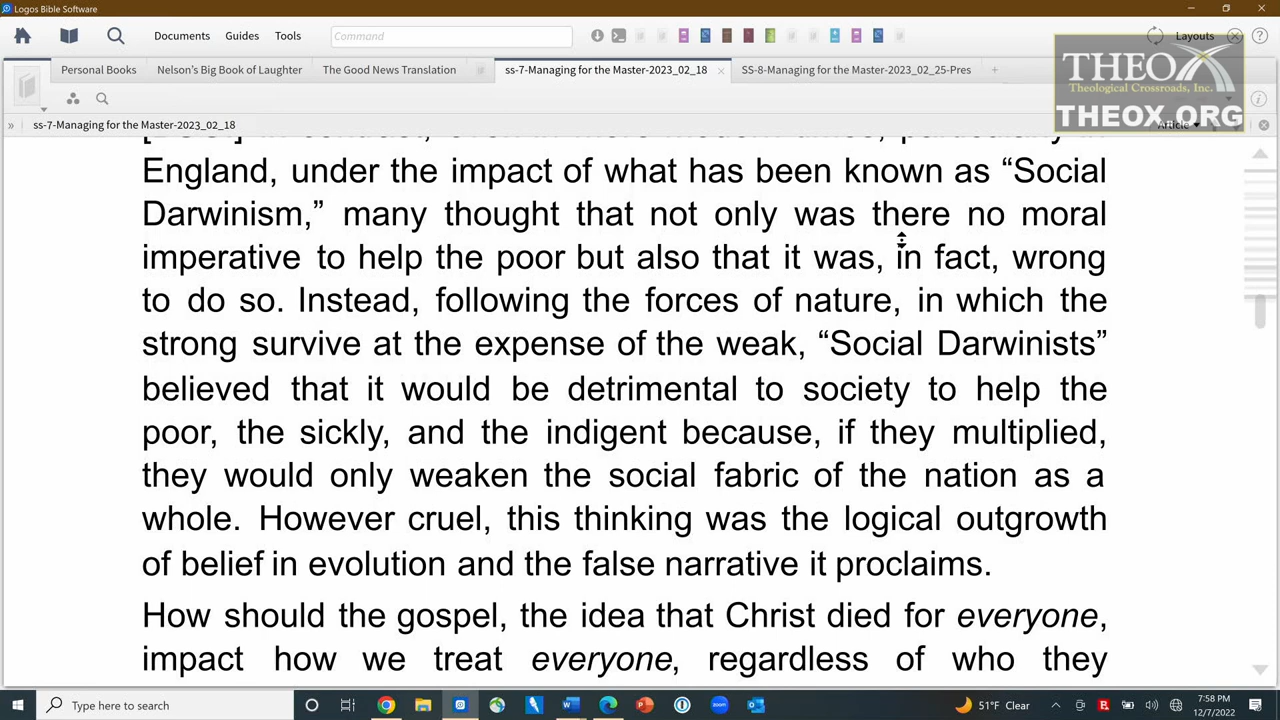 Logos Bible Software
Documents Guides Tools Command Layouts
THEOX
Theological Crossroads, Inc.
THEOX.ORG
Personal Books Nelson's Big Book of Laughter The Good News Translation ss-7-Managing for the Master-2023_02_18 SS-8-Managing for the Master-2023_02_25-Pres
ss-7-Managing for the Master-2023_02_18 Article
England, under the impact of what has been known as “Social
Darwinism,” many thought that not only was there no moral
imperative to help the poor but also that it was, in fact, wrong
to do so. Instead, following the forces of nature, in which the
strong survive at the expense of the weak, “Social Darwinists”
believed that it would be detrimental to society to help the
poor, the sickly, and the indigent because, if they multiplied,
they would only weaken the social fabric of the nation as a
whole. However cruel, this thinking was the logical outgrowth
of belief in evolution and the false narrative it proclaims.
How should the gospel, the idea that Christ died for everyone,
impact how we treat everyone, regardless of who they
Type here to search
zoom
51°F Clear
7:58 PM
12/7/2022